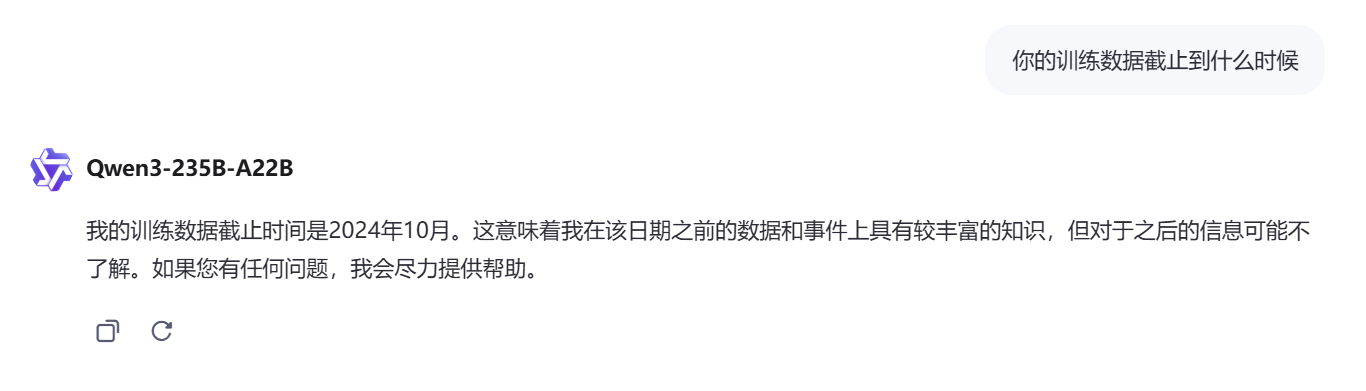 你的训练数据截止到什么时候
Qwen3-235B-A22B
我的训练数据截止时间是2024年10月。这意味着我在该日期之前的数据和事件上具有较丰富的知识，但对于之后的信息可能不
了解。如果您有任何问题，我会尽力提供帮助。